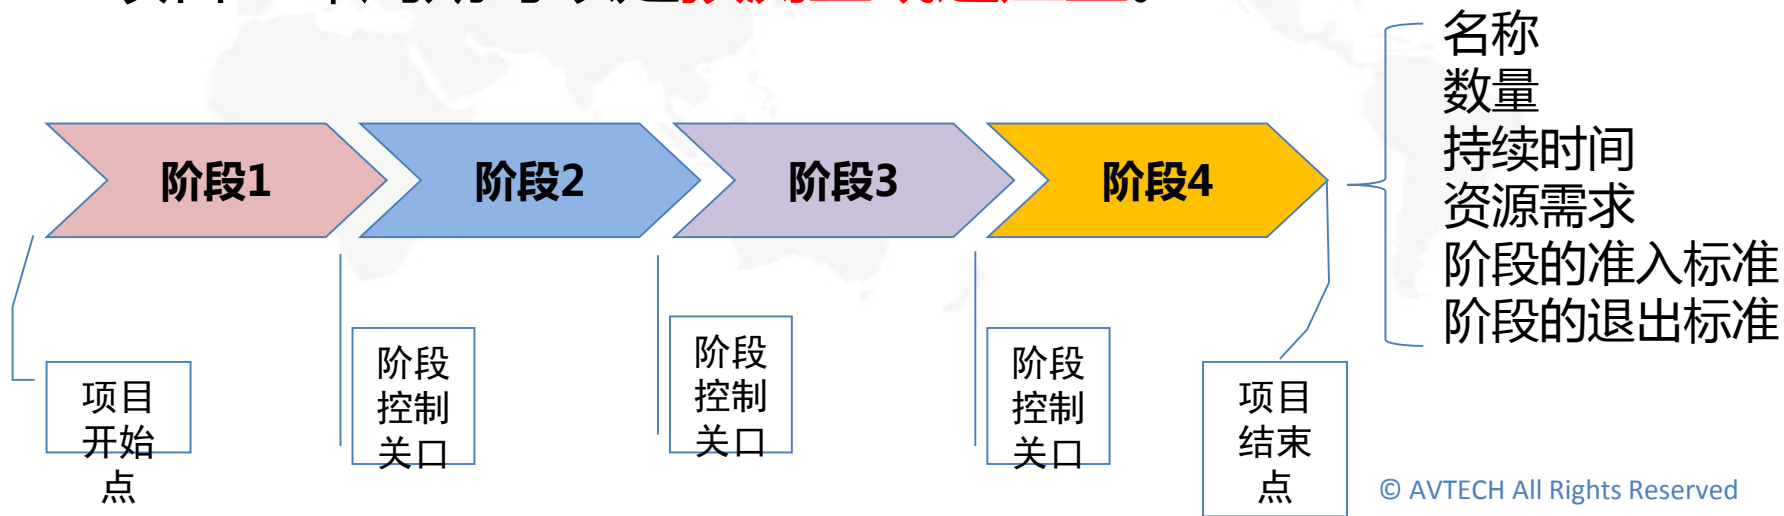 名称
数量
持续时间
资源需求
阶段的准入标准
阶段的退出标准
阶段1
阶段2
阶段3
阶段4
项目
开始
点
阶段
控制
关口
阶段
控制
关口
阶段
控制
关口
项目
结束
点
© AVTECH All Rights Reserved